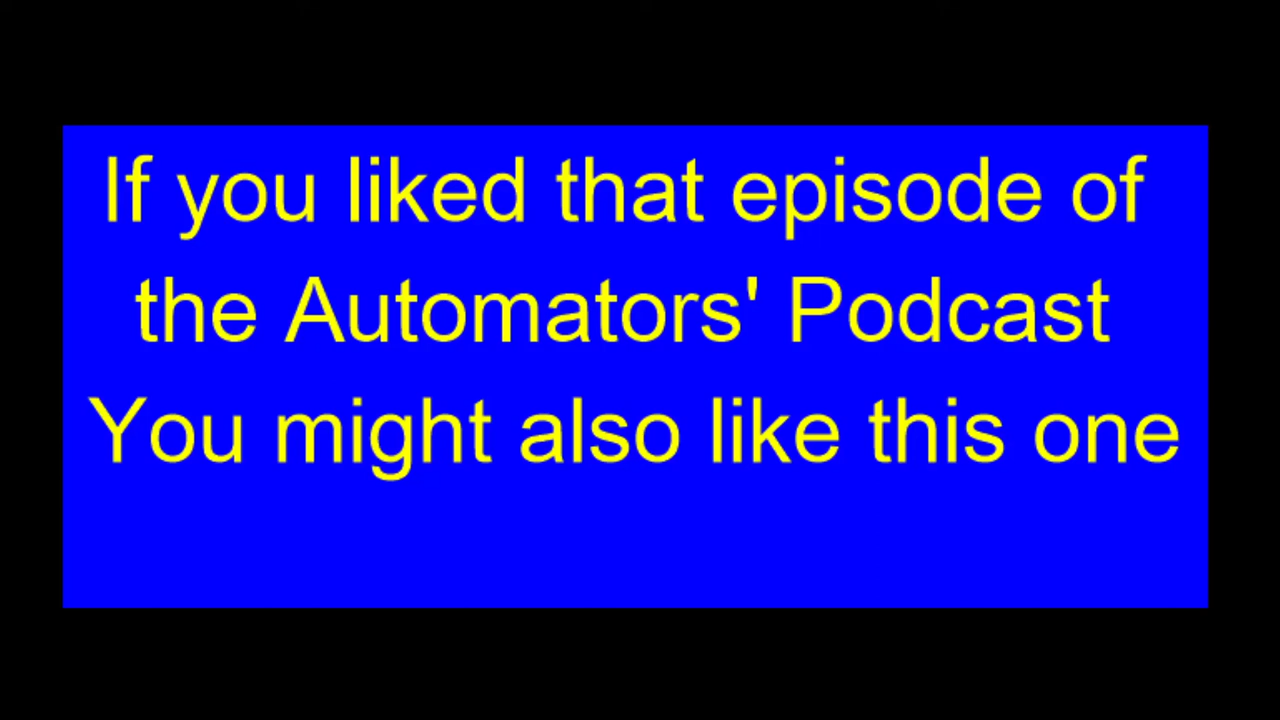 If you liked that episode of
the Automators' Podcast
You might also like this one